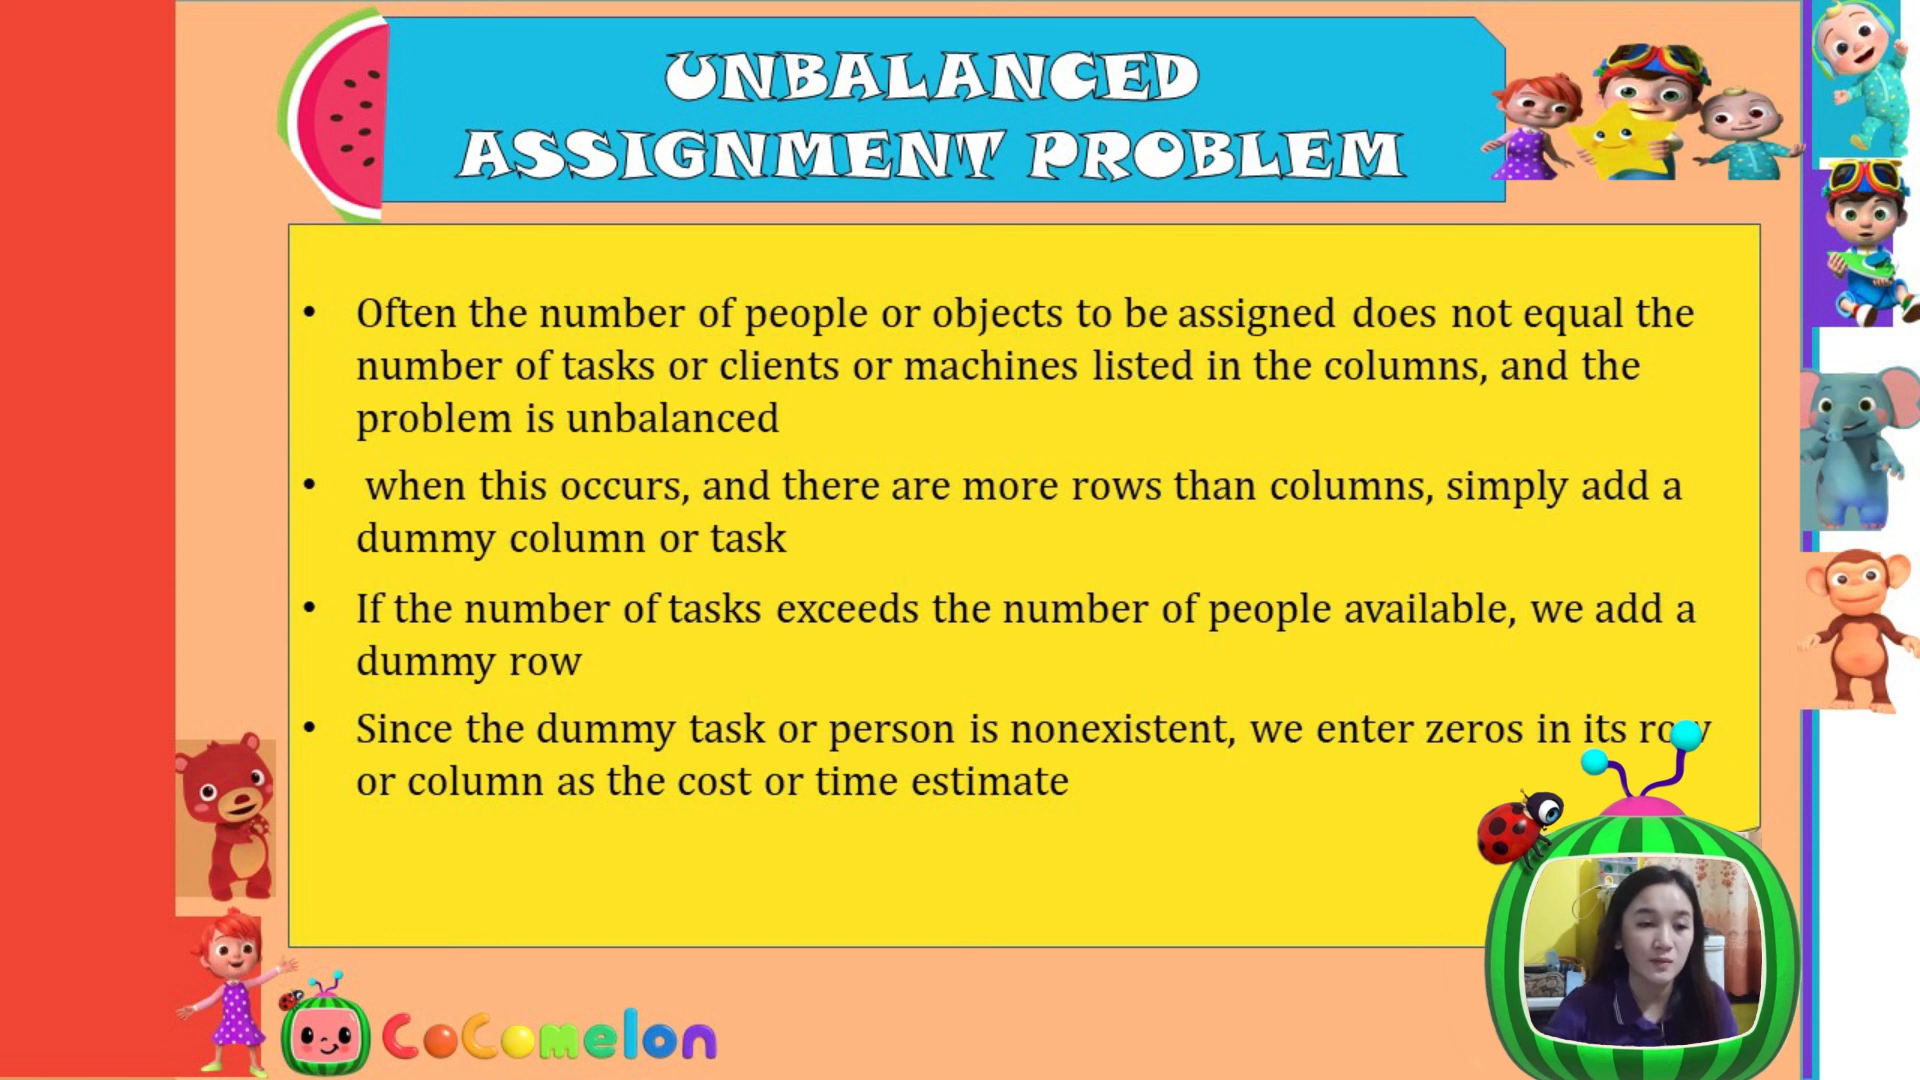 UNBALANCED
ASSIGNMENT PROBLEM
• Often the number of people or objects to be assigned does not equal the
number of tasks or clients or machines listed in the columns, and the
problem is unbalanced
• when this occurs, and there are more rows than columns, simply add a
dummy column or task
• If the number of tasks exceeds the number of people available, we add a
dummy row
• Since the dummy task or person is nonexistent, we enter zeros in its row
or column as the cost or time estimate
CoComelon